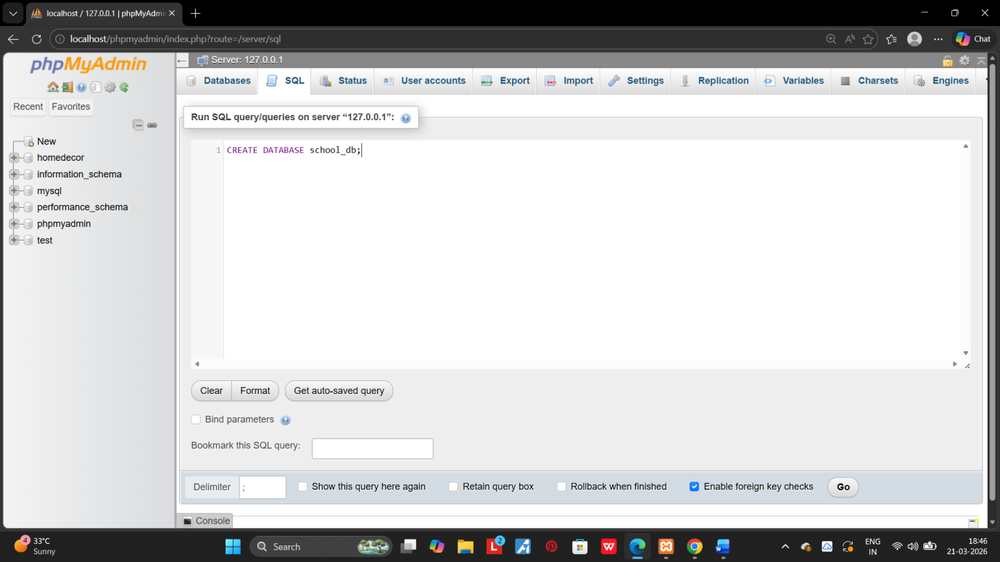 localhost / 127.0.0.1 | phpMyAdmi
localhost/phpmyadmin/index.php?route=/server/sql
Chat
phpMyAdmin
Recent
Favorites
New
homedecor
information_schema
mysql
performance_schema
phpmyadmin
test
Server: 127.0.0.1
Databases
SQL
Status
User accounts
Export
Import
Settings
Replication
Variables
Charsets
Engines
Run SQL query/queries on server “127.0.0.1”:
1 CREATE DATABASE school_db;
Clear
Format
Get auto-saved query
Bind parameters
Bookmark this SQL query:
Delimiter ; Show this query here again Retain query box Rollback when finished Enable foreign key checks Go
Console
4
33°C
Sunny
Search
2
ENG
IN
18:46
21-03-2026